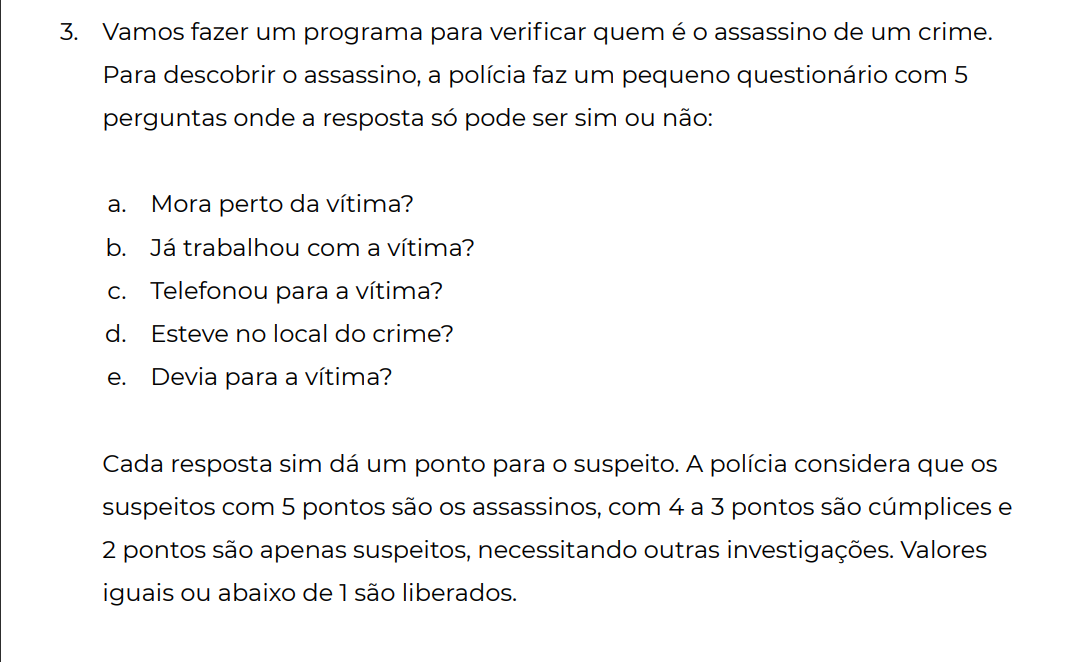 3. Vamos fazer um programa para verificar quem é o assassino de um crime.
Para descobrir o assassino, a polícia faz um pequeno questionário com 5
perguntas onde a resposta só pode ser sim ou não:
a. Mora perto da vítima?
b. Já trabalhou com a vítima?
c. Telefonou para a vítima?
d. Esteve no local do crime?
e. Devia para a vítima?
Cada resposta sim dá um ponto para o suspeito. A polícia considera que os
suspeitos com 5 pontos são os assassinos, com 4 a 3 pontos são cúmplices e
2 pontos são apenas suspeitos, necessitando outras investigações. Valores
iguais ou abaixo de 1 são liberados.